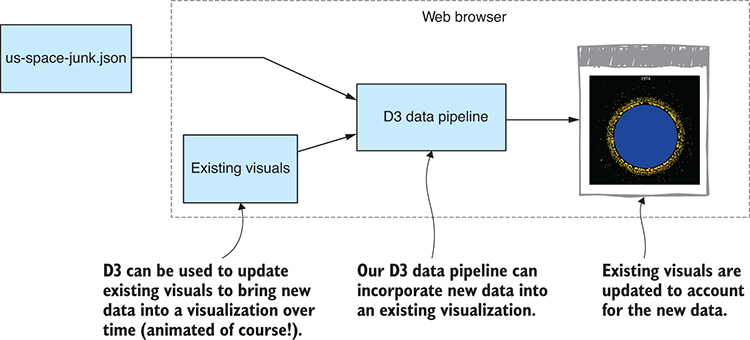 Web browser
us-space-junk.json
D3 data pipeline
Existing visuals
1974
D3 can be used to update
existing visuals to bring new
data into a visualization over
time (animated of course!).
Our D3 data pipeline can
incorporate new data into
an existing visualization.
Existing visuals are
updated to account
for the new data.